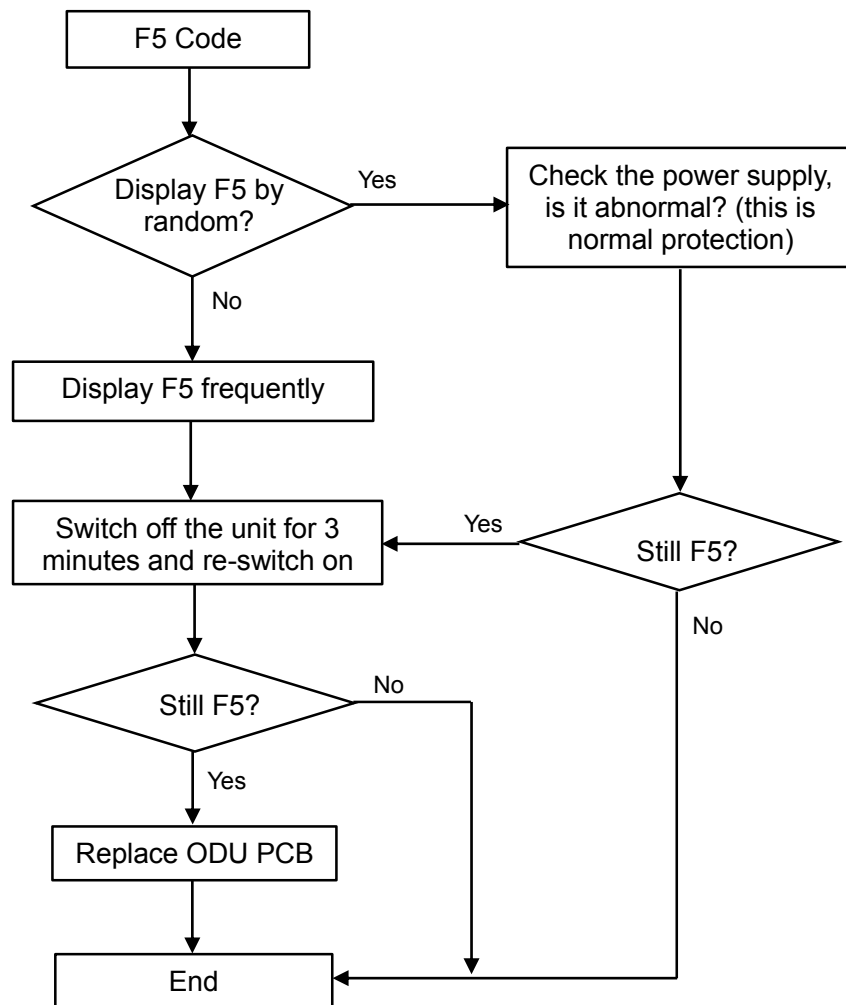 F5 Code
Display F5 by
random?
Yes
Check the power supply,
is it abnormal? (this is
normal protection)
No
Display F5 frequently
Switch off the unit for 3
minutes and re-switch on
Yes
Still F5?
No
Still F5?
No
Yes
Replace ODU PCB
End